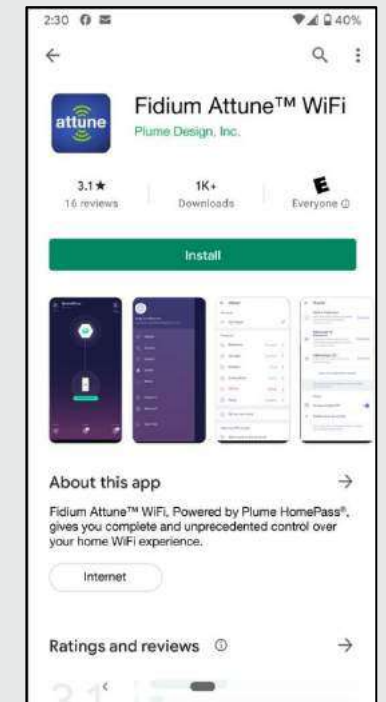 2:30
40%
attune
Fidium Attune™ WiFi
Plume Design, Inc.
3.1★
16 reviews
1K+
Downloads
E
Everyone
Install
About this app
Fidium Attune™ WiFi, Powered by Plume HomePass®,
gives you complete and unprecedented control over
your home WiFi experience.
Internet
Ratings and reviews